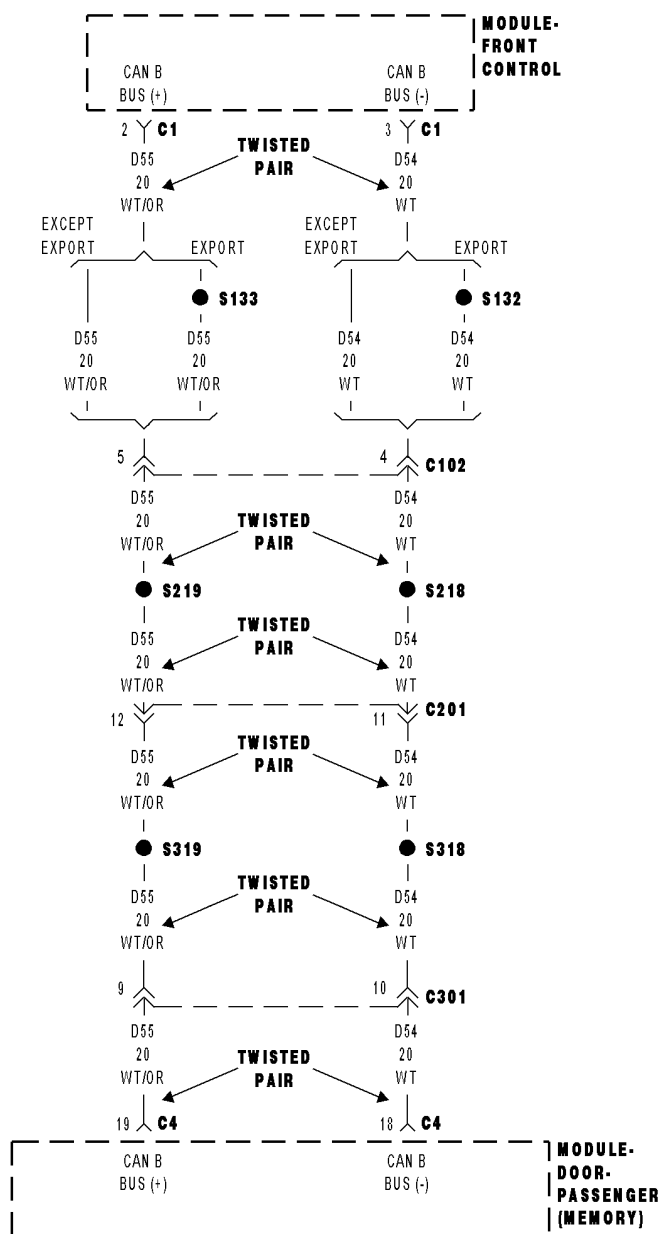 MODULE-
FRONT
CONTROL
CAN B
BUS (+)
CAN B
BUS (-)
2 C1
3 C1
TWISTED
PAIR
D55
20
WT/OR
D54
20
WT
EXCEPT
EXPORT
EXPORT
EXCEPT
EXPORT
EXPORT
S133
S132
D55
20
WT/OR
D55
20
WT/OR
D54
20
WT
D54
20
WT
5
4
C102
D55
20
WT/OR
TWISTED
PAIR
D54
20
WT
S219
S218
D55
20
WT/OR
TWISTED
PAIR
D54
20
WT
12
11
C201
D55
20
WT/OR
TWISTED
PAIR
D54
20
WT
S319
S318
D55
20
WT/OR
TWISTED
PAIR
D54
20
WT
9
10
C301
D55
20
WT/OR
TWISTED
PAIR
D54
20
WT
19 C4
18 C4
CAN B
BUS (+)
CAN B
BUS (-)
MODULE-
DOOR-
PASSENGER
(MEMORY)